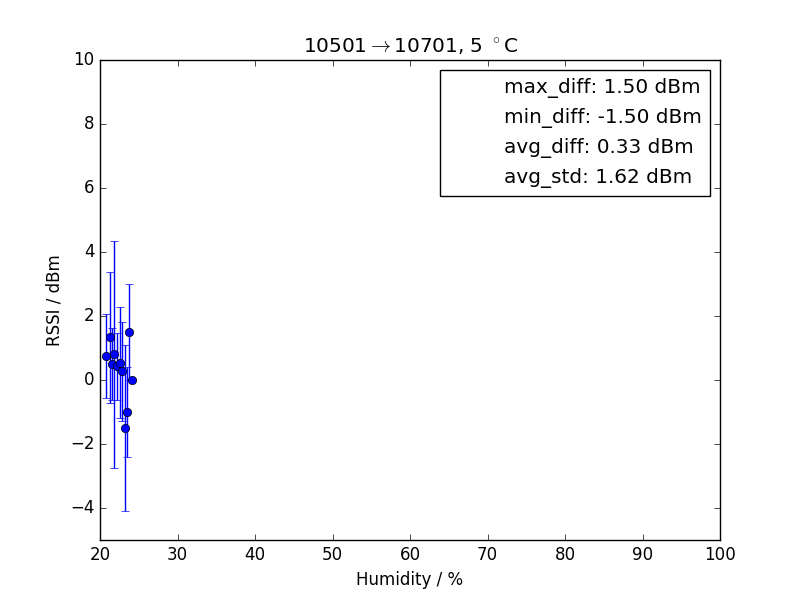 10501→10701, 5 °C
max_diff: 1.50 dBm
min_diff: -1.50 dBm
avg_diff: 0.33 dBm
avg_std: 1.62 dBm
RSSI / dBm
10
8
6
4
2
0
−2
−4
20 30 40 50 60 70 80 90 100
Humidity / %